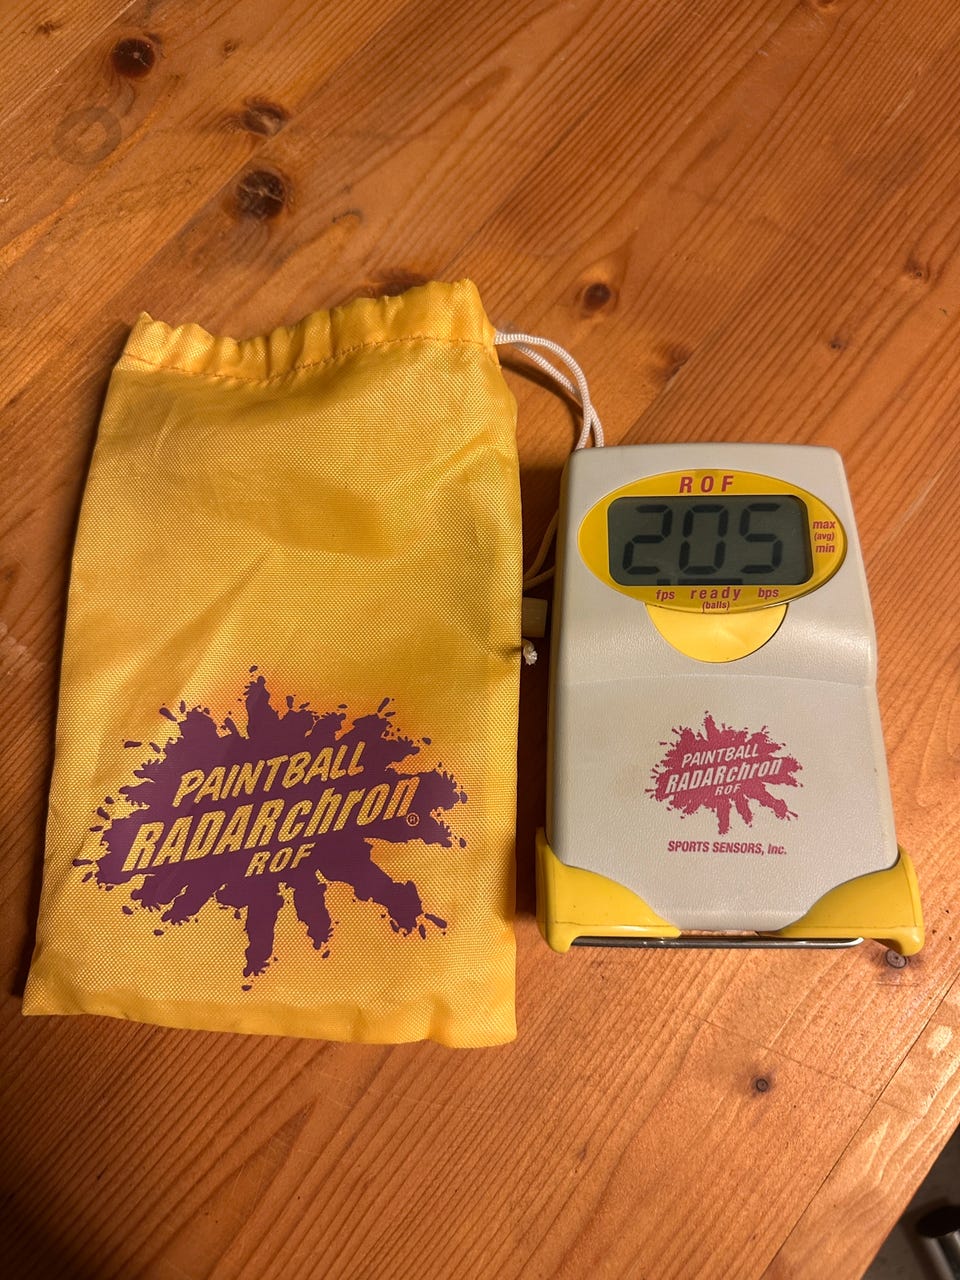 PAINTBALL
RADARchron®
ROF
ROF
205
max
(avg)
min
fps ready bps
(balls)
PAINTBALL
RADARchron
ROF
SPORTS SENSORS, Inc.